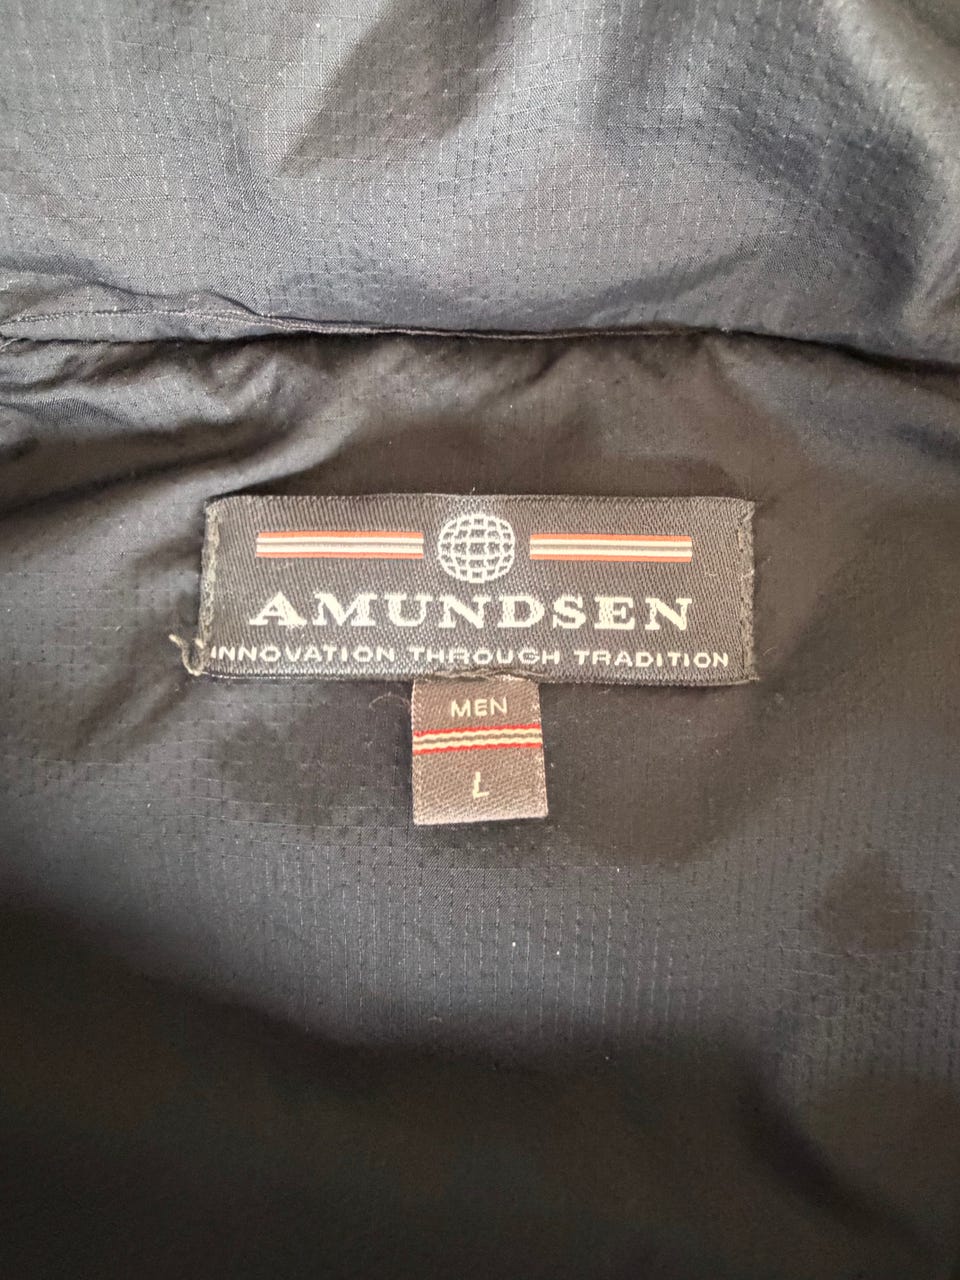 AMUNDSEN
INNOVATION THROUGH TRADITION
MEN
L